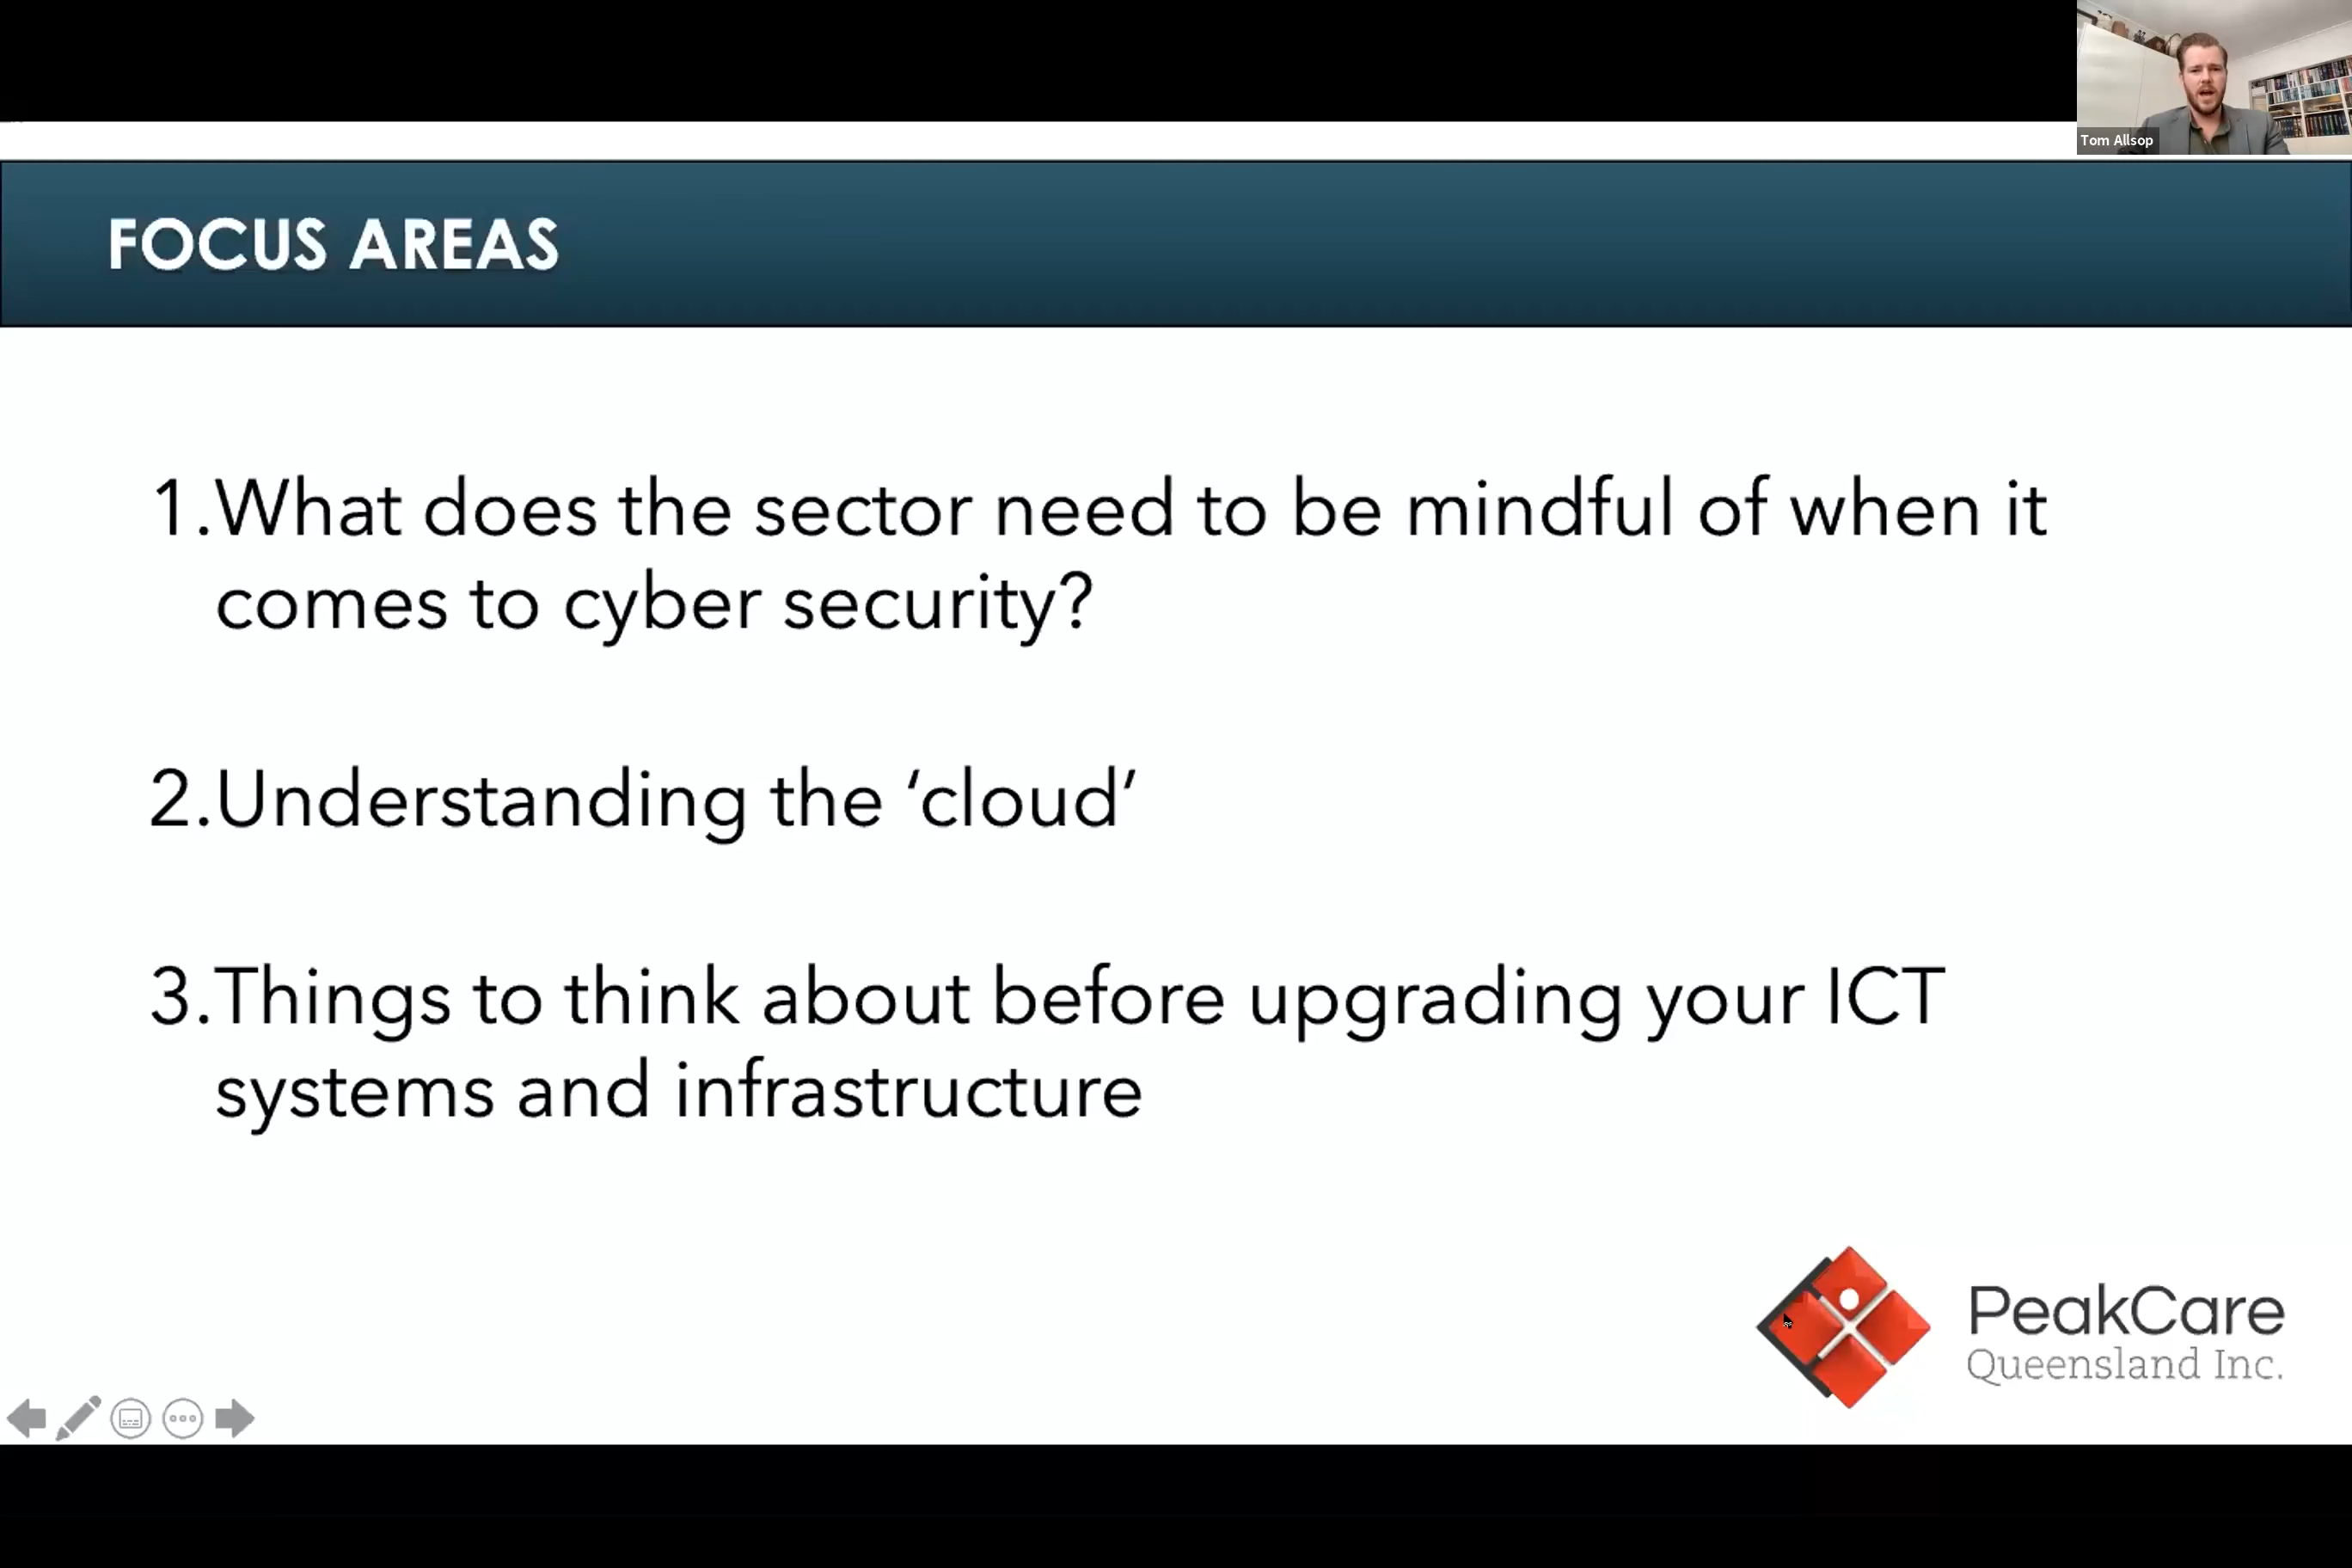 Tom Allsop
FOCUS AREAS
1.What does the sector need to be mindful of when it
comes to cyber security?
2.Understanding the ‘cloud’
3.Things to think about before upgrading your ICT
systems and infrastructure
PeakCare
Queensland Inc.